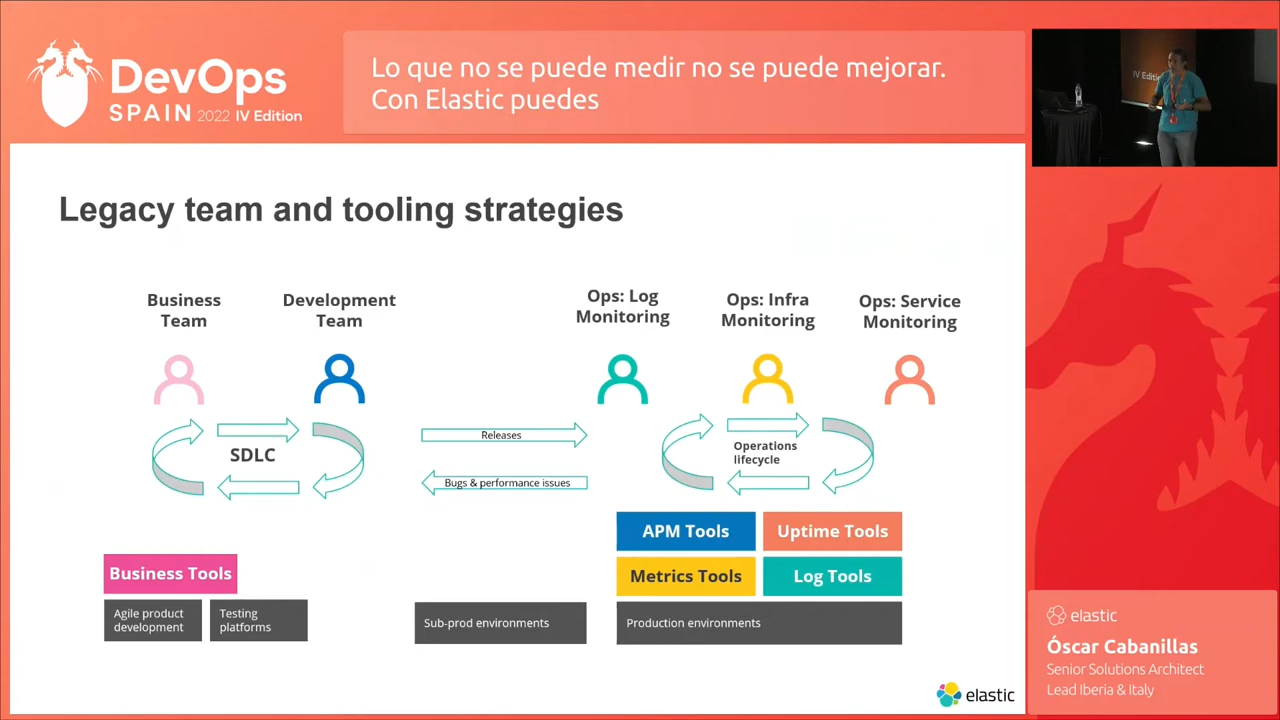 DevOps
SPAIN 2022 IV Edition
Lo que no se puede medir no se puede mejorar.
Con Elastic puedes
IV Edition
Legacy team and tooling strategies
Business
Team
Development
Team
Ops: Log
Monitoring
Ops: Infra
Monitoring
Ops: Service
Monitoring
SDLC
Releases
Bugs & performance issues
Operations
lifecycle
APM Tools
Uptime Tools
Metrics Tools
Log Tools
Business Tools
Agile product
development
Testing
platforms
Sub-prod environments
Production environments
elastic
elastic
Óscar Cabanillas
Senior Solutions Architect
Lead Iberia & Italy